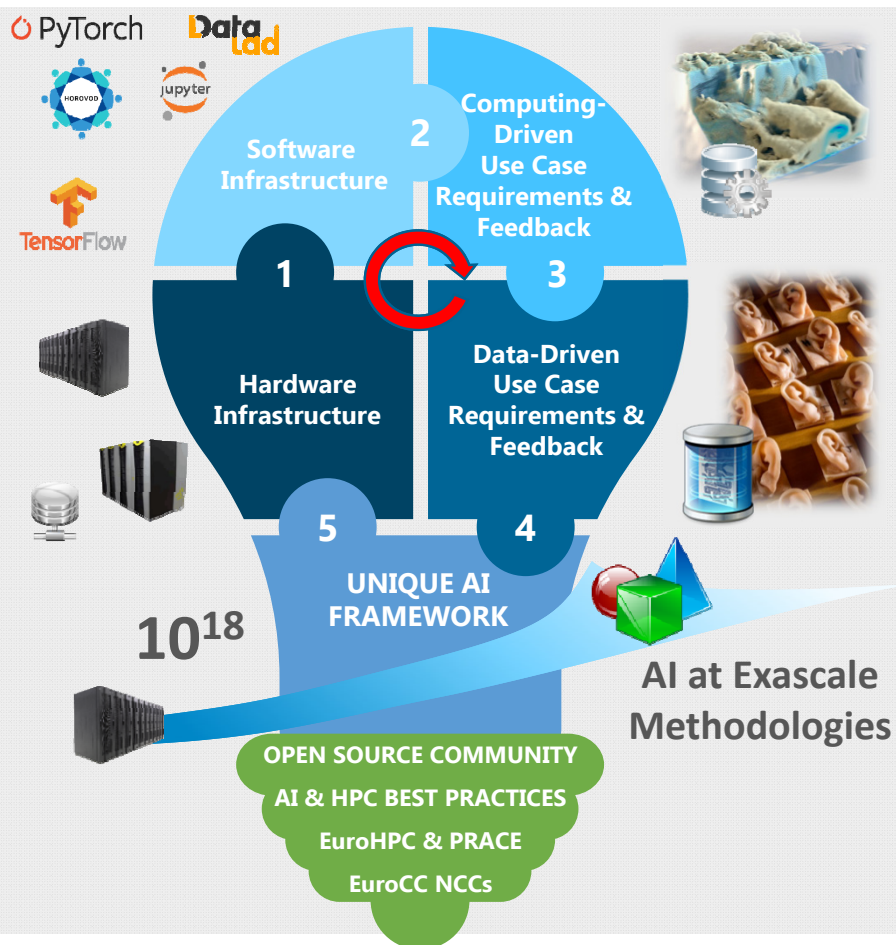 PyTorch
Data
Lad
HOROVOD
jupyter
TensorFlow
Software
Infrastructure
2
Computing-
Driven
Use Case
Requirements &
Feedback
1
3
Hardware
Infrastructure
Data-Driven
Use Case
Requirements &
Feedback
5
4
UNIQUE AI
FRAMEWORK
10¹⁸
AI at Exascale
Methodologies
OPEN SOURCE COMMUNITY
AI & HPC BEST PRACTICES
EuroHPC & PRACE
EuroCC NCCs